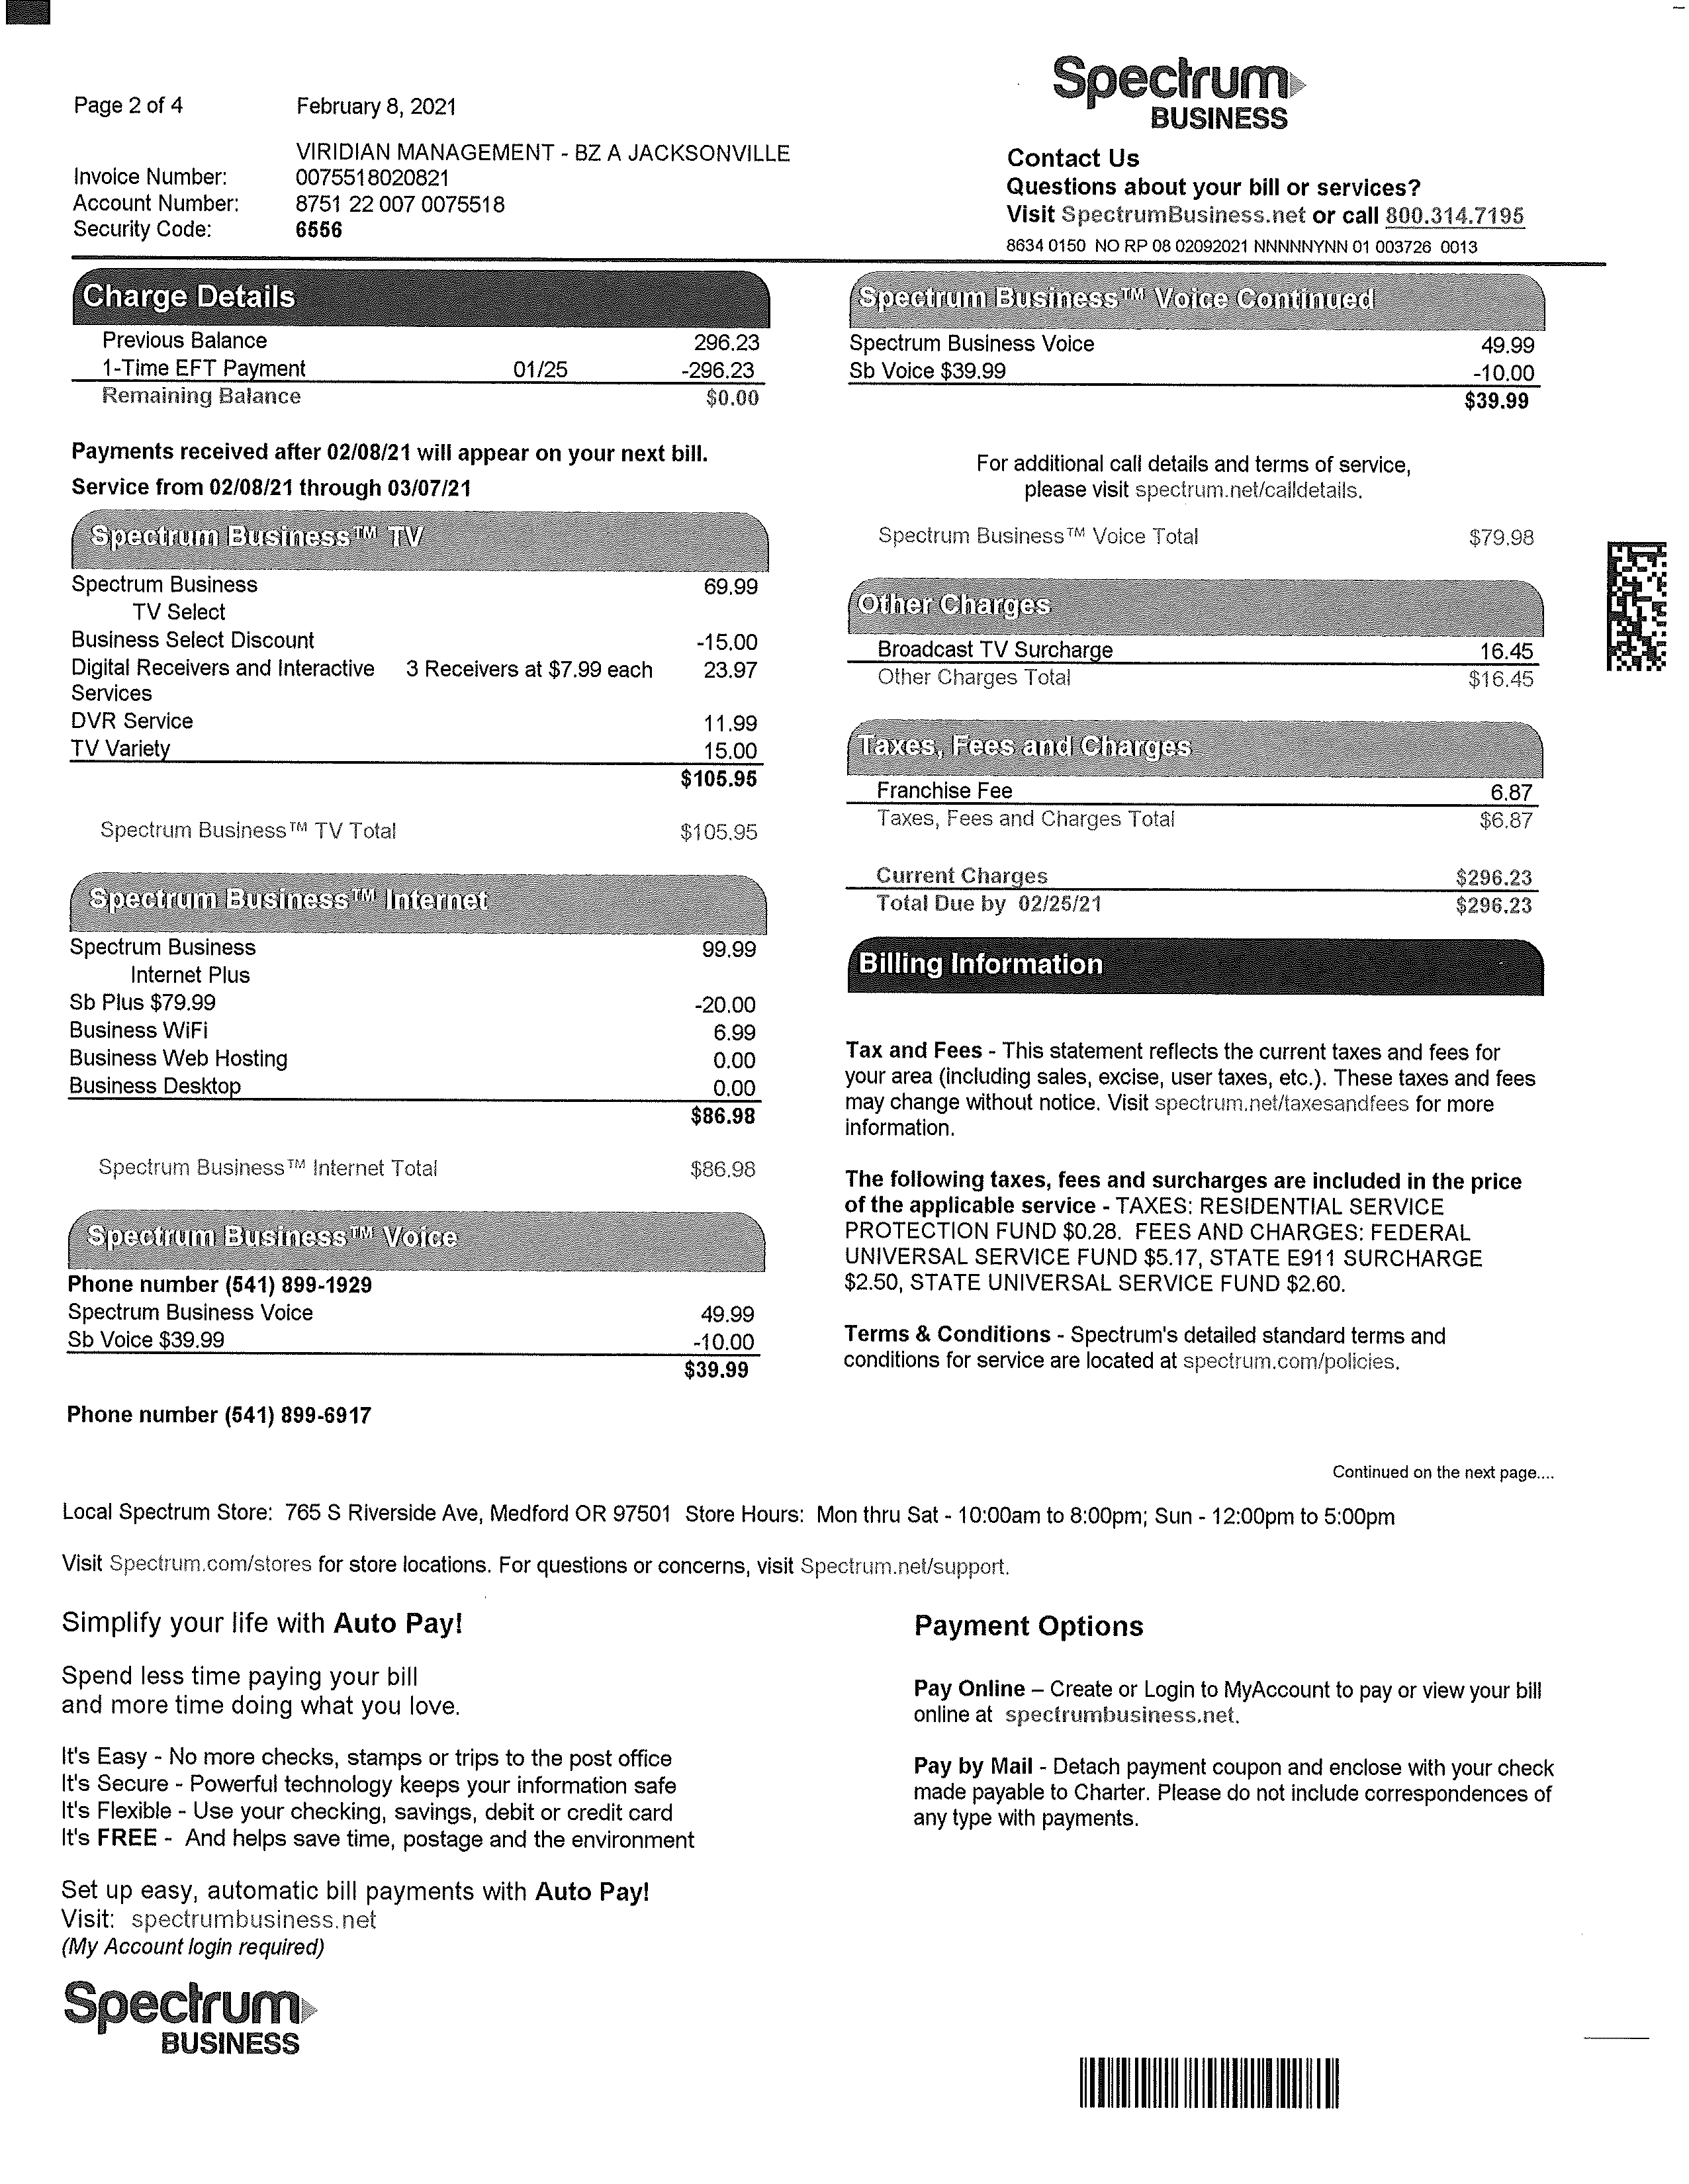 Page 2 of 4 February 8, 2021
Spectrum
BUSINESS
VIRIDIAN MANAGEMENT - BZ A JACKSONVILLE
Invoice Number: 0075518020821
Account Number: 8751 22 007 0075518
Security Code: 6556
Contact Us
Questions about your bill or services?
Visit SpectrumBusiness.net or call 800.314.7195
8634 0150 NO RP 08 02092021 NNNNNYNN 01 003726 0013
Charge Details
Previous Balance 296.23
1-Time EFT Payment 01/25 -296.23
Remaining Balance $0.00
Payments received after 02/08/21 will appear on your next bill.
Service from 02/08/21 through 03/07/21
Spectrum Business™ TV
Spectrum Business 69.99
TV Select
Business Select Discount -15.00
Digital Receivers and Interactive 3 Receivers at $7.99 each 23.97
Services
DVR Service 11.99
TV Variety 15.00
$105.95
Spectrum Business™ TV Total $105.95
Spectrum Business™ Internet
Spectrum Business 99.99
Internet Plus
Sb Plus $79.99 -20.00
Business WiFi 6.99
Business Web Hosting 0.00
Business Desktop 0.00
$86.98
Spectrum Business™ Internet Total $86.98
Spectrum Business™ Voice
Phone number (541) 899-1929
Spectrum Business Voice 49.99
Sb Voice $39.99 -10.00
$39.99
Phone number (541) 899-6917
Spectrum Business™ Voice Continued
Spectrum Business Voice 49.99
Sb Voice $39.99 -10.00
$39.99
For additional call details and terms of service,
please visit spectrum.net/calldetails.
Spectrum Business™ Voice Total $79.98
Other Charges
Broadcast TV Surcharge 16.45
Other Charges Total $16.45
Taxes, Fees and Charges
Franchise Fee 6.87
Taxes, Fees and Charges Total $6.87
Current Charges $296.23
Total Due by 02/25/21 $296.23
Billing Information
Tax and Fees - This statement reflects the current taxes and fees for
your area (including sales, excise, user taxes, etc.). These taxes and fees
may change without notice. Visit spectrum.net/taxesandfees for more
information.
The following taxes, fees and surcharges are included in the price
of the applicable service - TAXES: RESIDENTIAL SERVICE
PROTECTION FUND $0.28. FEES AND CHARGES: FEDERAL
UNIVERSAL SERVICE FUND $5.17, STATE E911 SURCHARGE
$2.50, STATE UNIVERSAL SERVICE FUND $2.60.
Terms & Conditions - Spectrum's detailed standard terms and
conditions for service are located at spectrum.com/policies.
Continued on the next page....
Local Spectrum Store: 765 S Riverside Ave, Medford OR 97501 Store Hours: Mon thru Sat - 10:00am to 8:00pm; Sun - 12:00pm to 5:00pm
Visit Spectrum.com/stores for store locations. For questions or concerns, visit Spectrum.net/support.
Simplify your life with Auto Pay!
Spend less time paying your bill
and more time doing what you love.
It's Easy - No more checks, stamps or trips to the post office
It's Secure - Powerful technology keeps your information safe
It's Flexible - Use your checking, savings, debit or credit card
It's FREE - And helps save time, postage and the environment
Set up easy, automatic bill payments with Auto Pay!
Visit: spectrumbusiness.net
(My Account login required)
Spectrum
BUSINESS
Payment Options
Pay Online – Create or Login to MyAccount to pay or view your bill
online at spectrumbusiness.net.
Pay by Mail - Detach payment coupon and enclose with your check
made payable to Charter. Please do not include correspondences of
any type with payments.